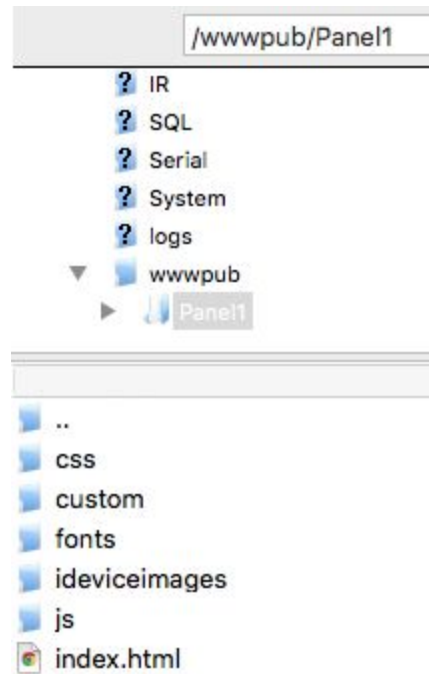 /wwwpub/Panel1
IR
SQL
Serial
System
logs
wwwpub
Panel1
..
css
custom
fonts
ideviceimages
js
index.html